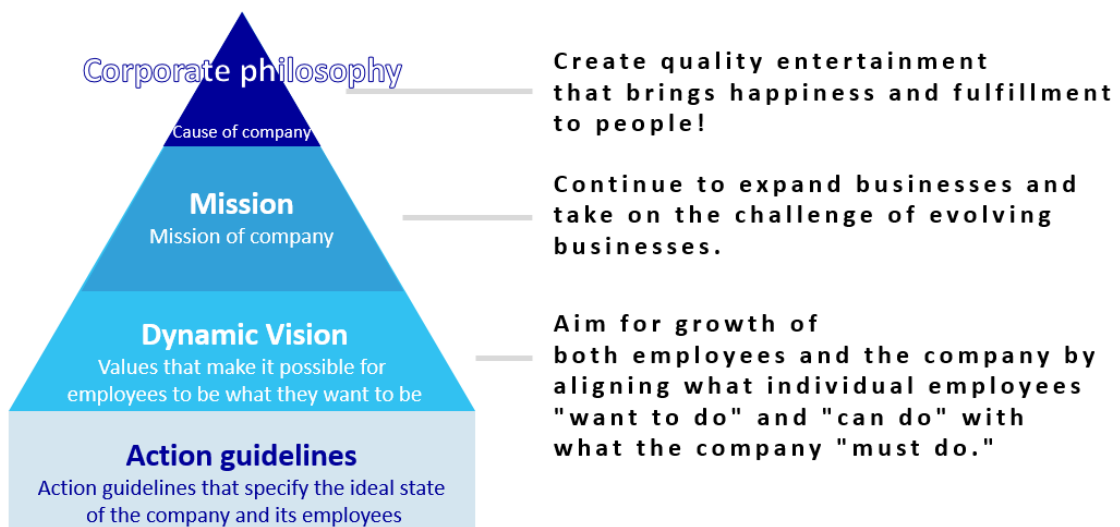 Corporate philosophy
Cause of company
Create quality entertainment
that brings happiness and fulfillment
to people!
Mission
Mission of company
Continue to expand businesses and
take on the challenge of evolving
businesses.
Dynamic Vision
Values that make it possible for
employees to be what they want to be
Aim for growth of
both employees and the company by
aligning what individual employees
"want to do" and "can do" with
what the company "must do."
Action guidelines
Action guidelines that specify the ideal state
of the company and its employees